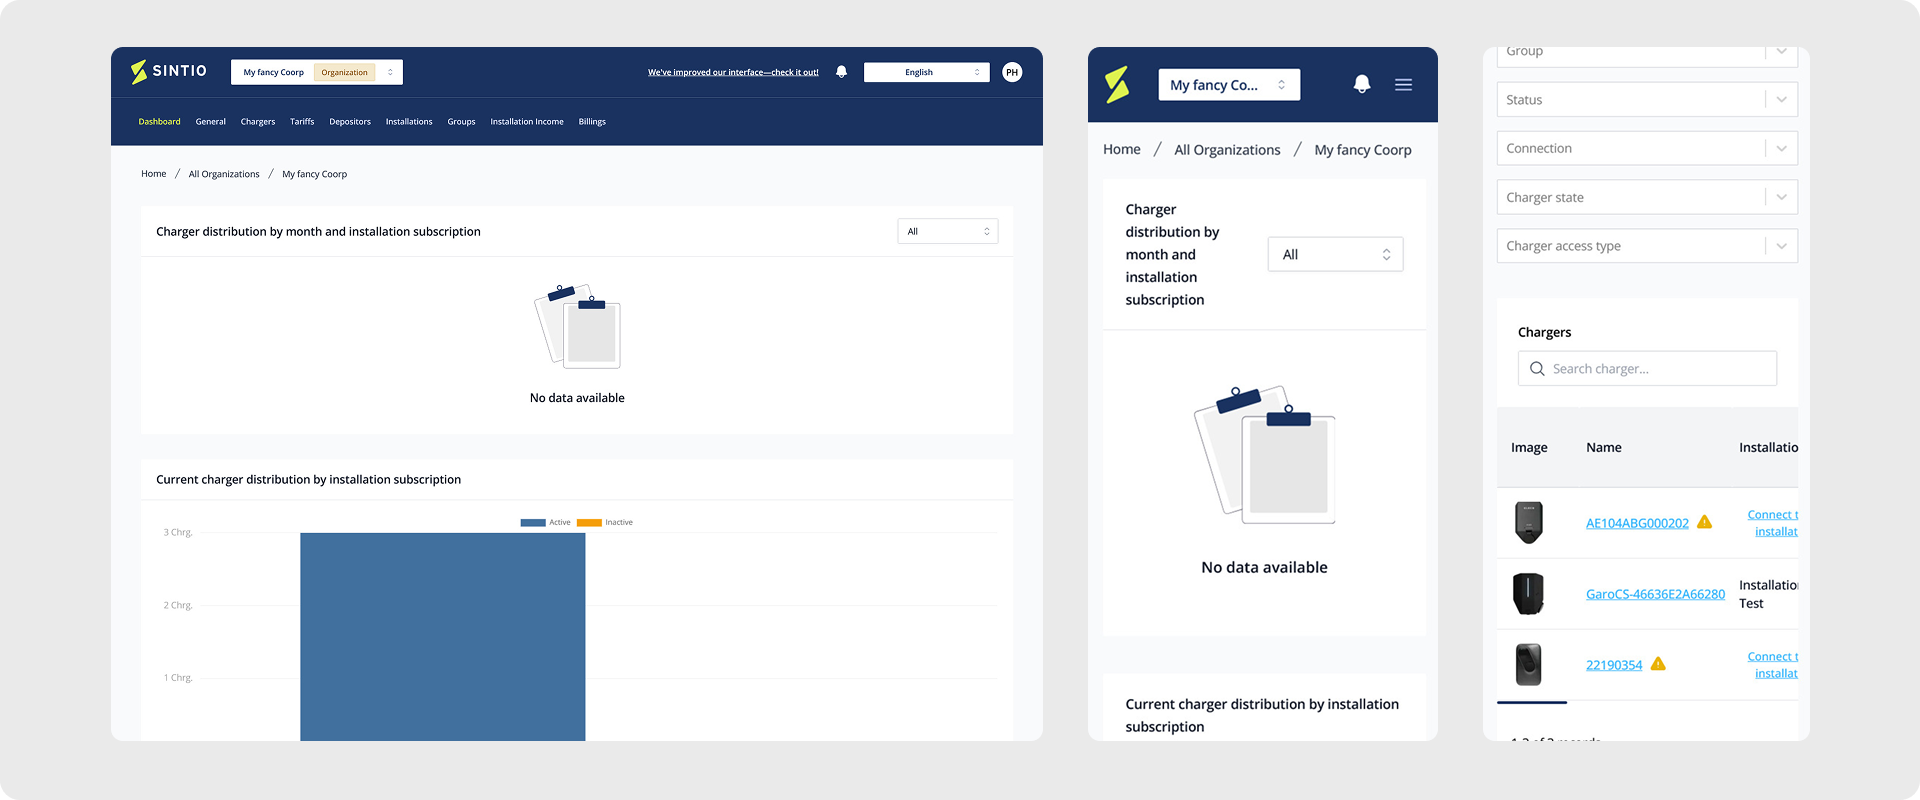 SINTIO
My fancy Coorp
Organization
We've improved our interface—check it out!
English
PH
Dashboard General Chargers Tariffs Depositors Installations Groups Installation Income Billings
Home / All Organizations / My fancy Coorp
Charger distribution by month and installation subscription
All
No data available
Current charger distribution by installation subscription
Active Inactive
3 Chrg.
2 Chrg.
1 Chrg.
My fancy Co...
Home / All Organizations / My fancy Coorp
Charger
distribution by
month and
installation
subscription
All
No data available
Current charger distribution by installation
subscription
Group
Status
Connection
Charger state
Charger access type
Chargers
Search charger...
Image Name Installatio
AE104ABG000202
Connect t
installat
GaroCS-46636E2A66280
Installation
Test
22190354
Connect t
installat